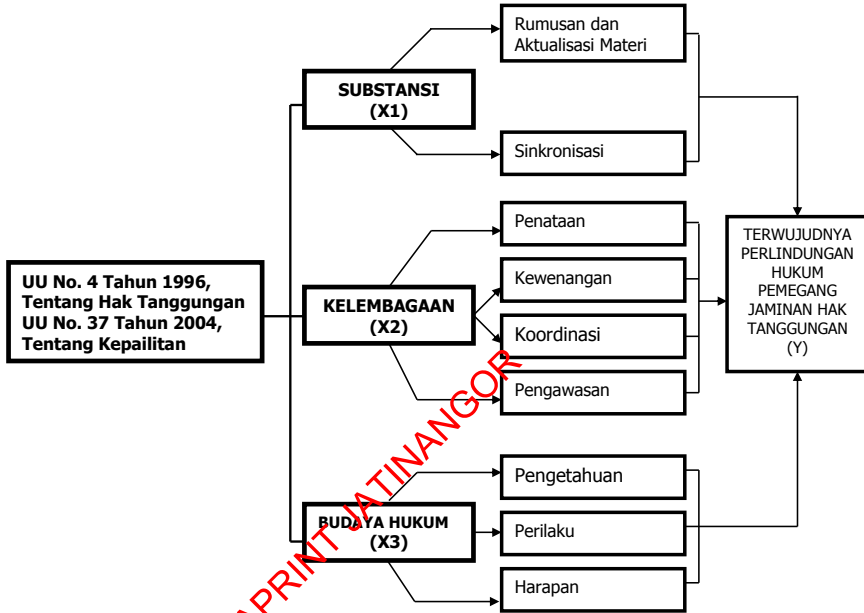 UU No. 4 Tahun 1996,
Tentang Hak Tanggungan
UU No. 37 Tahun 2004,
Tentang Kepailitan
SUBSTANSI
(X1)
Rumusan dan
Aktualisasi Materi
Sinkronisasi
KELEMBAGAAN
(X2)
Penataan
Kewenangan
Koordinasi
Pengawasan
BUDAYA HUKUM
(X3)
Pengetahuan
Perilaku
Harapan
TERWUJUDNYA
PERLINDUNGAN
HUKUM
PEMEGANG
JAMINAN HAK
TANGGUNGAN
(Y)
APRINT JATINANGOR